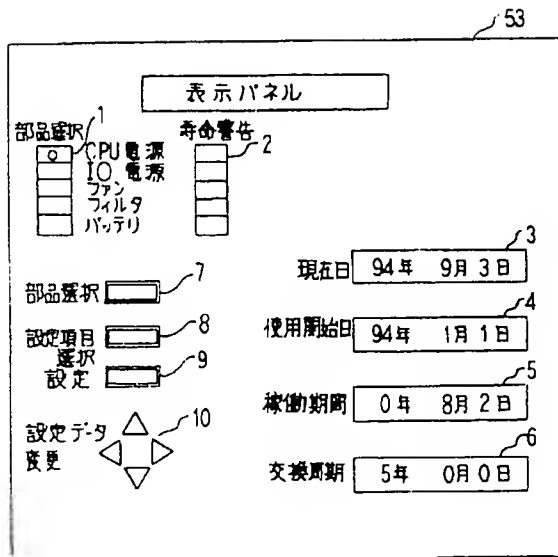 53
表示パネル
部品選択 1 寿命警告
CPU電源 2
IO電源
ファン
フィルタ
バッテリ
3
現在日 94年 9月3日
7
部品選択
4
8
設定項目 使用開始日 94年 1月1日
選択
9
設定
5
稼働期間 0年 8月2日
10
設定データ
変更
6
交換周期 5年 0月0日